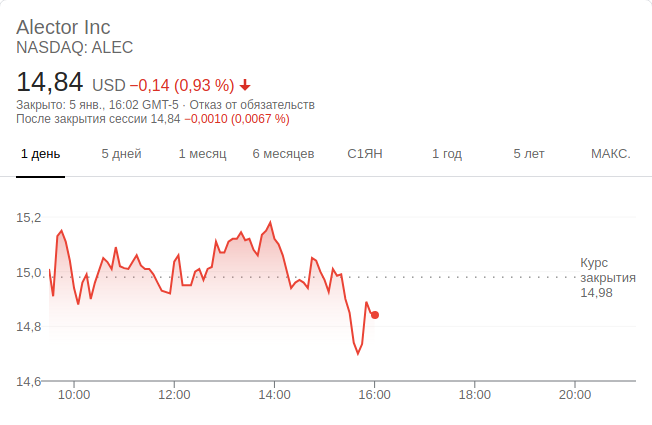 Alector Inc
NASDAQ: ALEC
14,84 USD −0,14 (0,93 %)
Закрыто: 5 янв., 16:02 GMT-5 · Отказ от обязательств
После закрытия сессии 14,84 −0,0010 (0,0067 %)
1 день 5 дней 1 месяц 6 месяцев С1ЯН 1 год 5 лет МАКС.
15,2
15,0
14,8
14,6
Курс
закрытия
14,98
10:00 12:00 14:00 16:00 18:00 20:00